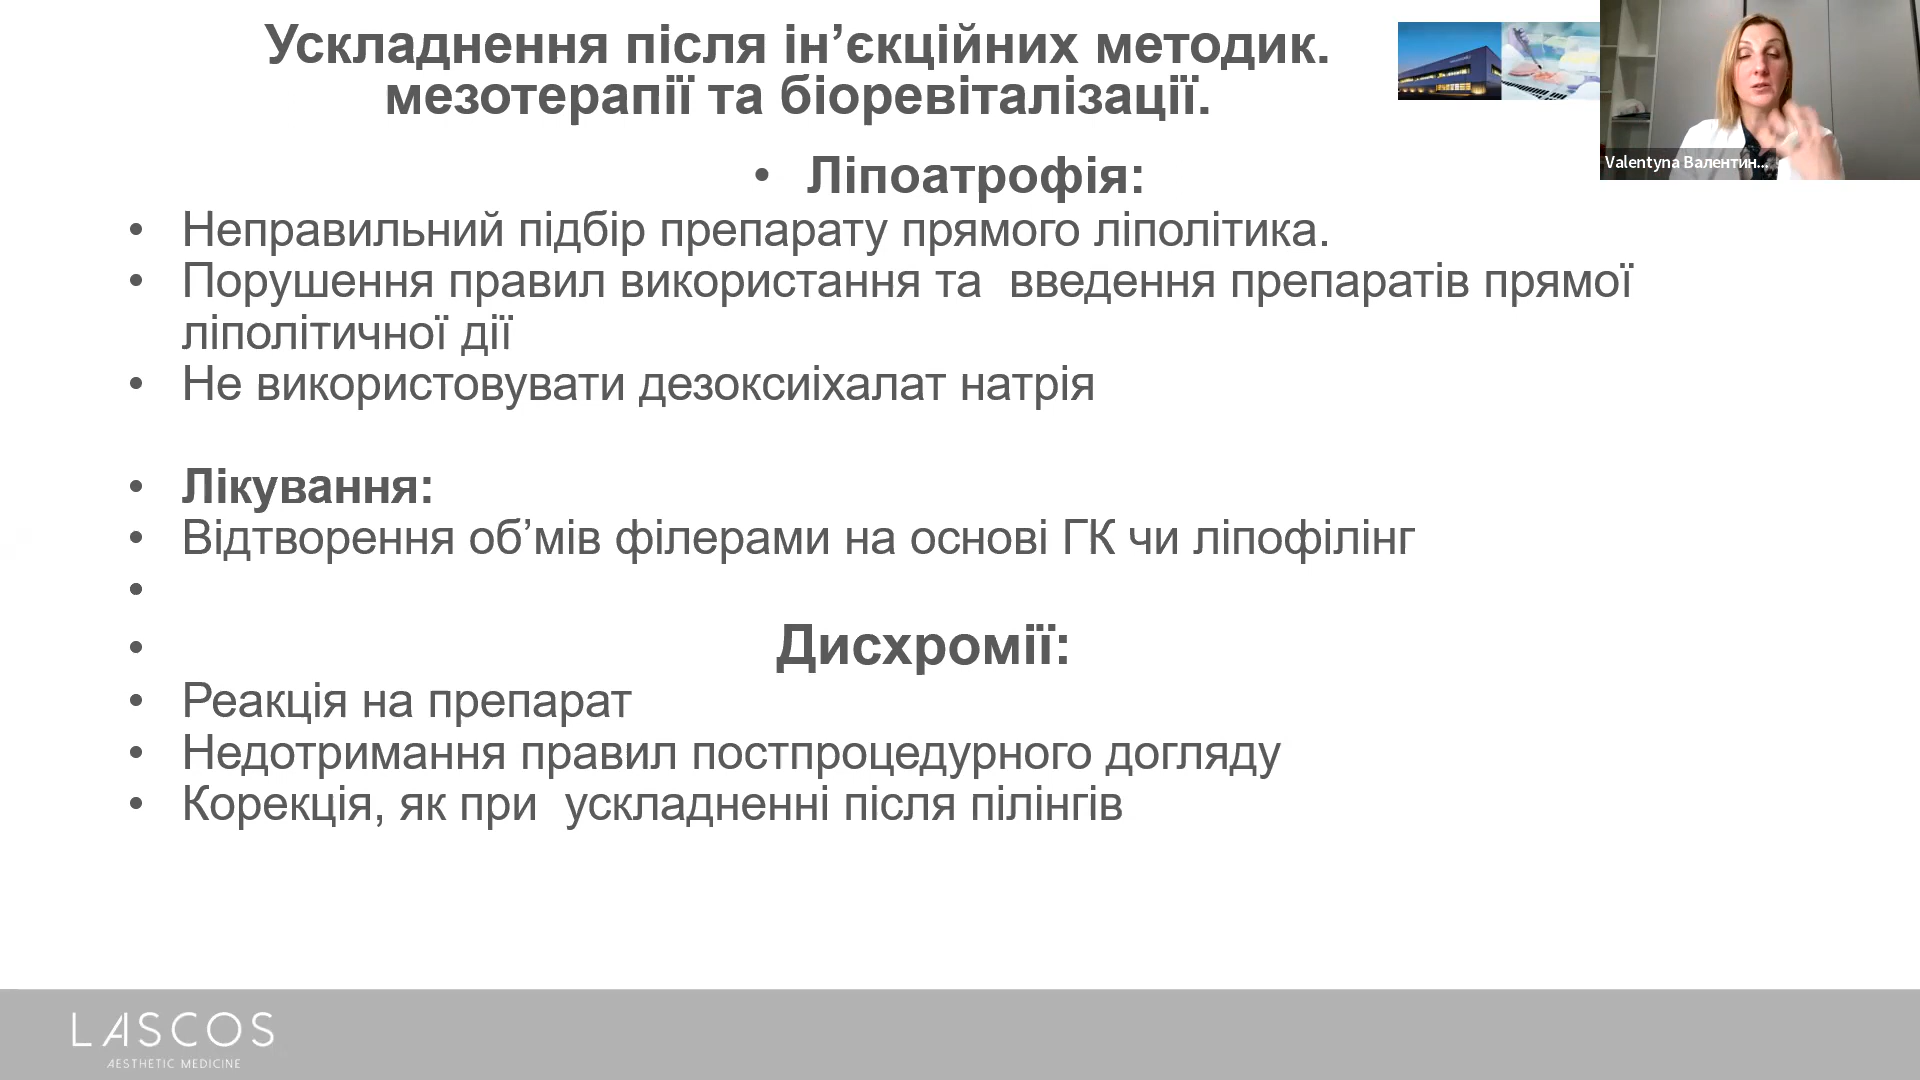 Ускладнення після ін’єкційних методик.
мезотерапії та біоревіталізації.
Valentyna Валентин...
• Ліпоатрофія:
• Неправильний підбір препарату прямого ліполітика.
• Порушення правил використання та  введення препаратів прямої
ліполітичної дії
• Не використовувати дезоксиіхалат натрія
• Лікування:
• Відтворення об’мів філерами на основі ГК чи ліпофілінг
•
• Дисхромії:
• Реакція на препарат
• Недотримання правил постпроцедурного догляду
• Корекція, як при  ускладненні після пілінгів
LASCOS
AESTHETIC MEDICINE